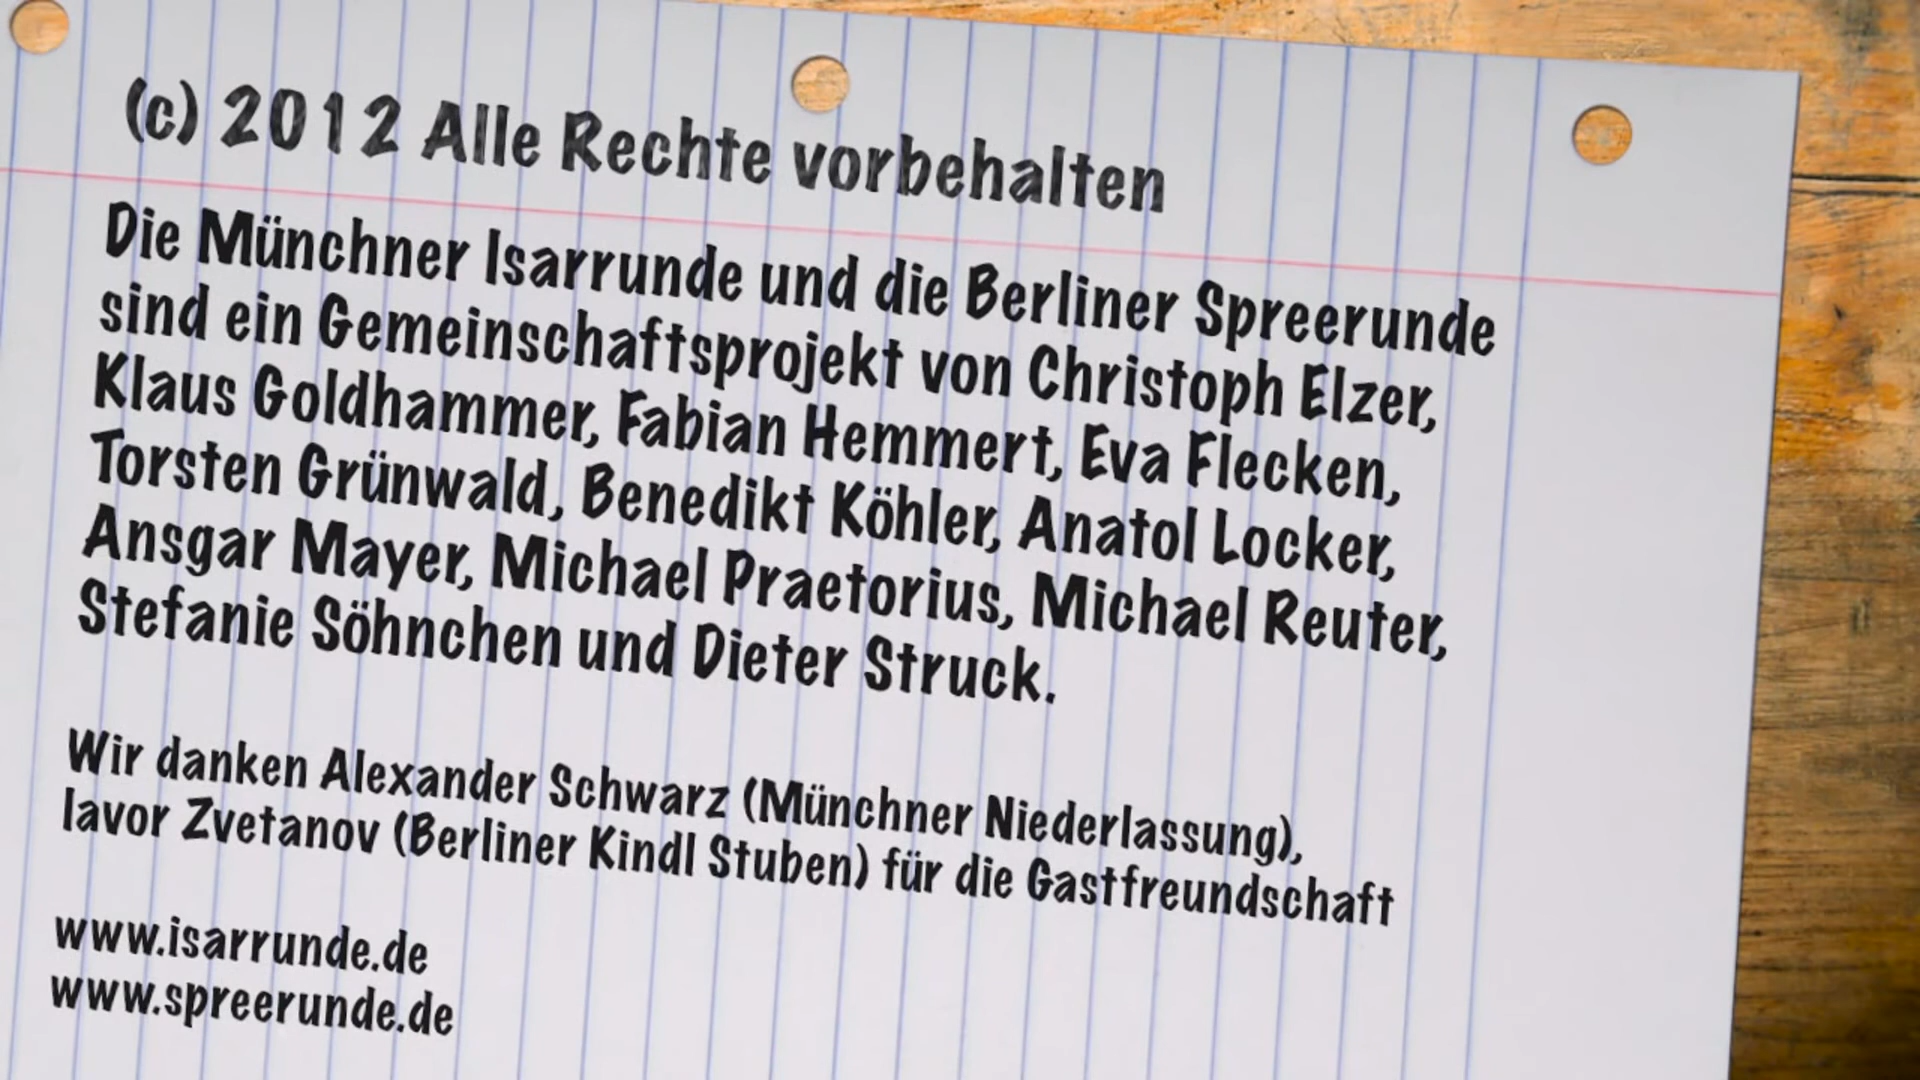 (c) 2012 Alle Rechte vorbehalten
Die Münchner Isarrunde und die Berliner Spreerunde
sind ein Gemeinschaftsprojekt von Christoph Elzer,
Klaus Goldhammer, Fabian Hemmert, Eva Flecken,
Torsten Grünwald, Benedikt Köhler, Anatol Locker,
Ansgar Mayer, Michael Praetorius, Michael Reuter,
Stefanie Söhnchen und Dieter Struck.
Wir danken Alexander Schwarz (Münchner Niederlassung),
Iavor Zvetanov (Berliner Kindl Stuben) für die Gastfreundschaft
www.isarrunde.de
www.spreerunde.de